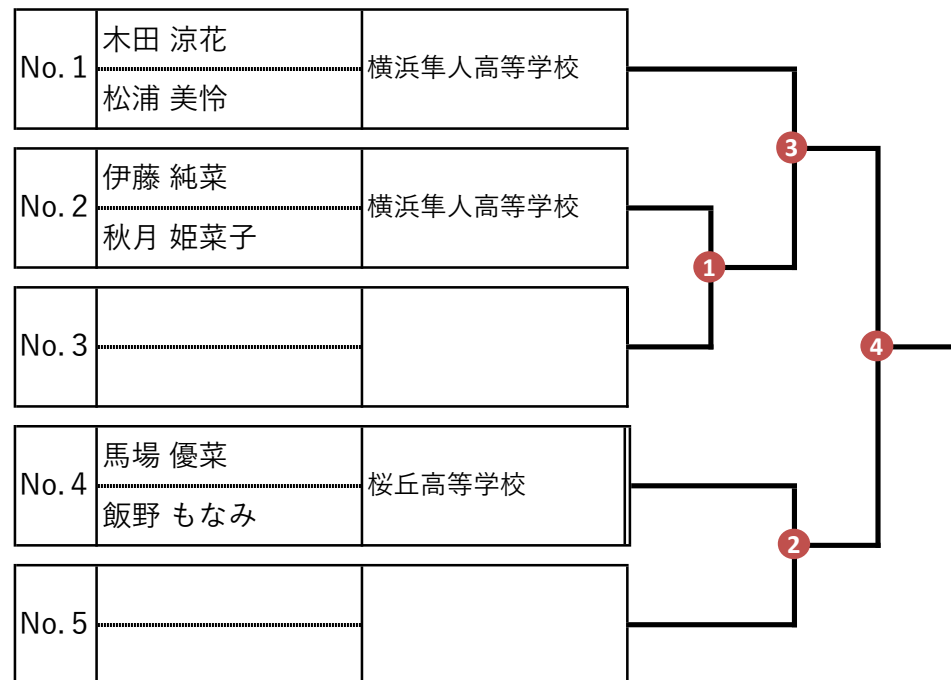 木田 涼花
No. 1
横浜隼人高等学校
松浦 美怜
3
伊藤 純菜
No. 2
横浜隼人高等学校
秋月 姫菜子
1
No. 3
4
馬場 優菜
No. 4
桜丘高等学校
飯野 もなみ
2
No. 5